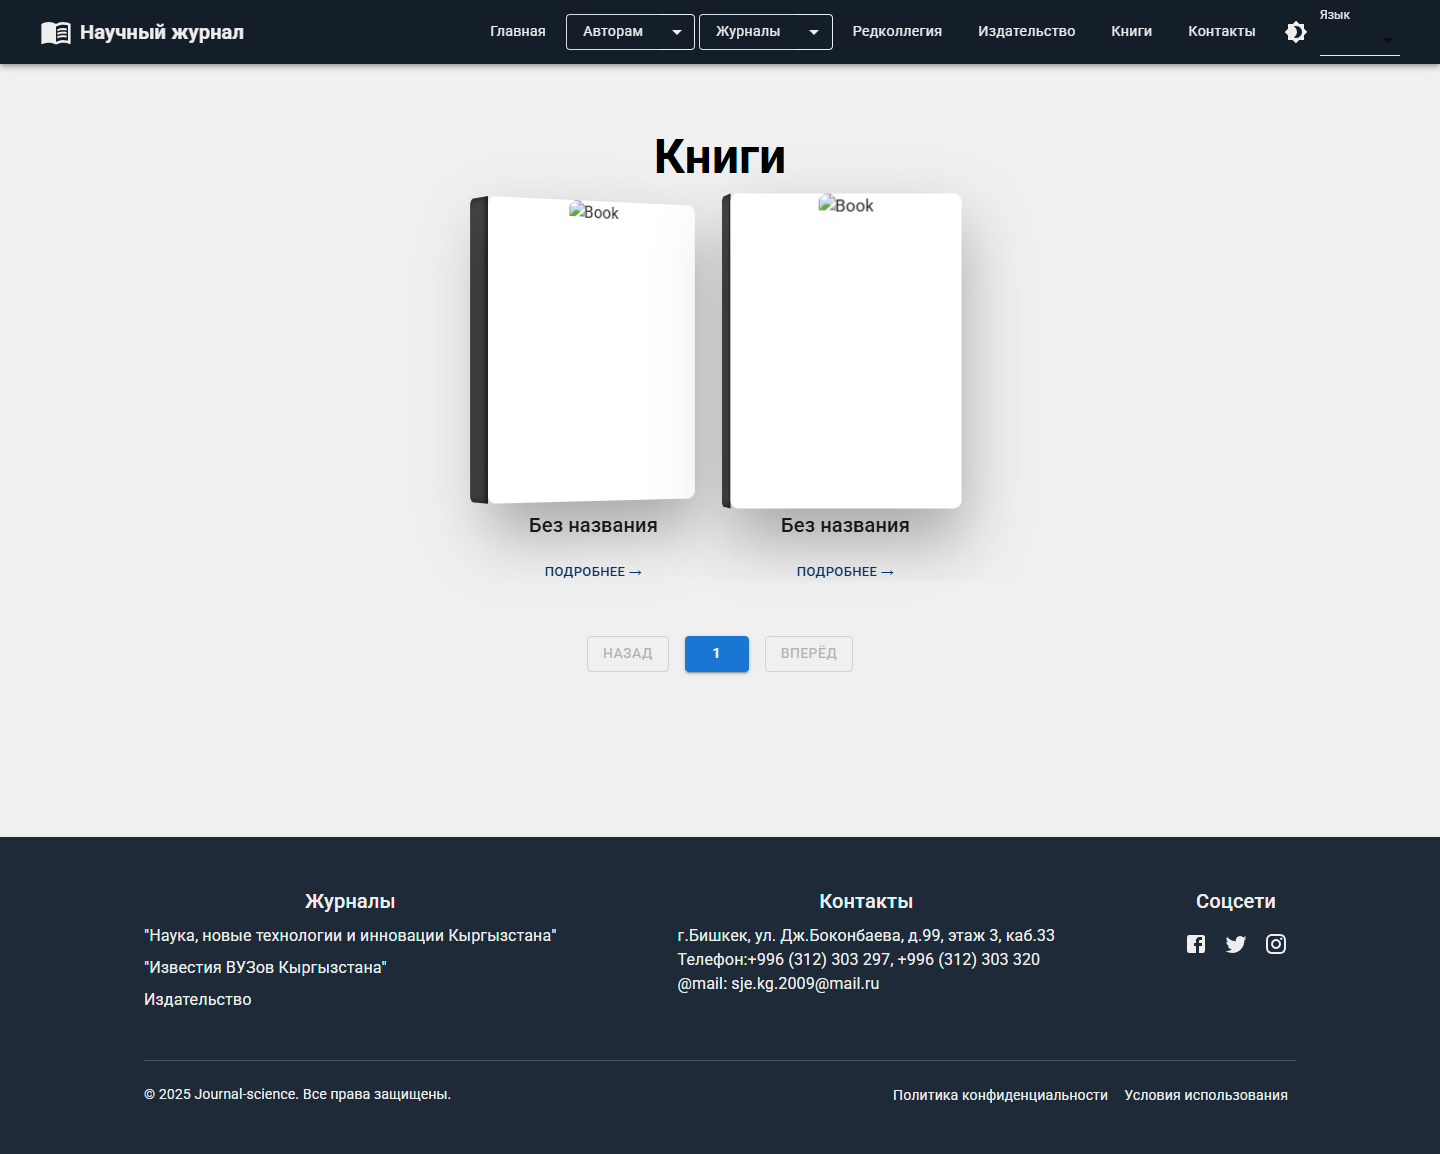 Научный журнал
Главная
Авторам
Журналы
Редколлегия
Издательство
Книги
Контакты
Язык
Книги
Book
Book
Без названия
Без названия
ПОДРОБНЕЕ →
ПОДРОБНЕЕ →
НАЗАД
1
ВПЕРЁД
Журналы
"Наука, новые технологии и инновации Кыргызстана"
"Известия ВУЗов Кыргызстана"
Издательство
Контакты
г.Бишкек, ул. Дж.Боконбаева, д.99, этаж 3, каб.33
Телефон:+996 (312) 303 297, +996 (312) 303 320
@mail: sje.kg.2009@mail.ru
Соцсети
© 2025 Journal-science. Все права защищены.
Политика конфиденциальности
Условия использования